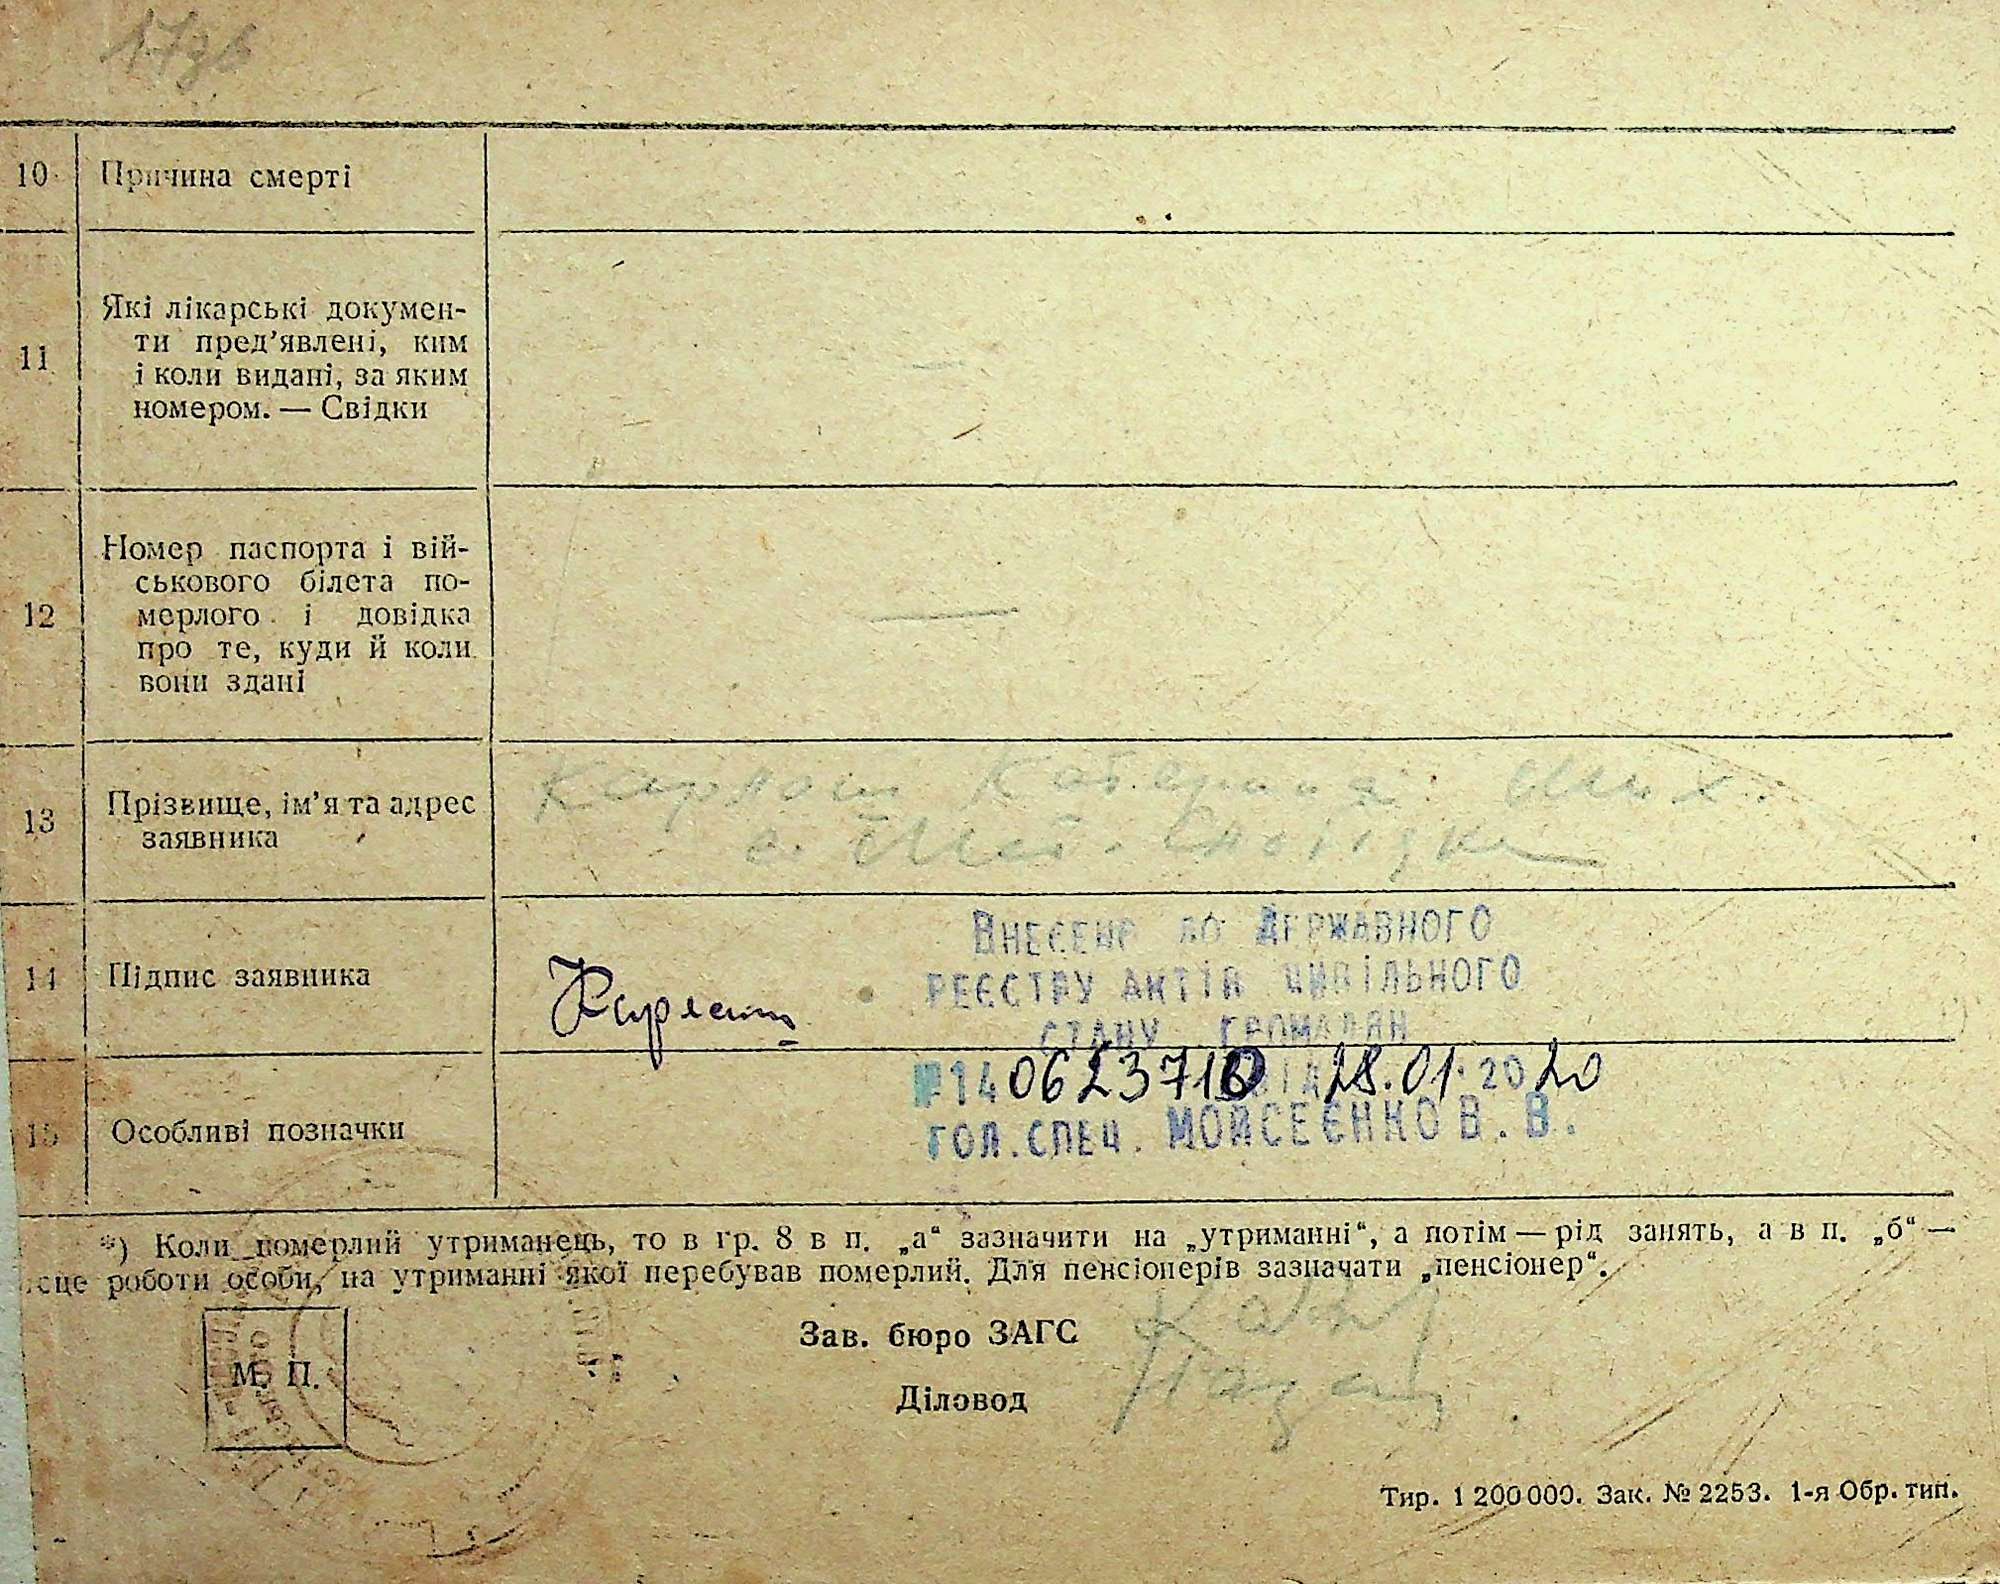 17зв
10 Причина смерті
11 Які лікарські докумен-
ти пред’явлені, ким
і коли видані, за яким
номером. — Свідки
12 Номер паспорта і вій-
ськового білета по-
мерлого і довідка
про те, куди й коли
вони здані
—
13 Прізвище, ім’я та адрес
заявника
Катерина
с.
14 Підпис заявника
Внесено до Державного
реєстру актів цивільного
стану громадян
№140623710 від 28.01.2020
гол.спец. Мойсеєнко В.В.
15 Особливі позначки
*) Коли померлий утриманець, то в гр. 8 в п. „а“ зазначити на „утриманні“, а потім — рід занять, а в п. „б“ —
сце роботи особи, на утриманні якої перебував померлий. Для пенсіонерів зазначати „пенсіонер“.
М. П.
Зав. бюро ЗАГС
Діловод
Тир. 1 200 000. Зак. № 2253. 1-я Обр. тип.